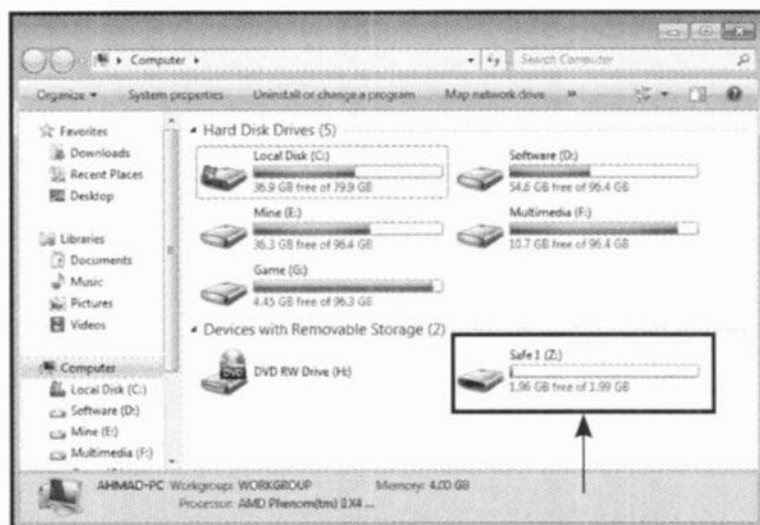 Computer
Search Computer
Organize
System properties
Uninstall or change a program
Map network drive
»
Favorites
Downloads
Recent Places
Desktop
Libraries
Documents
Music
Pictures
Videos
Computer
Local Disk (C:)
Software (D:)
Mine (E:)
Multimedia (F:)
Hard Disk Drives (5)
Local Disk (C:)
36.9 GB free of 79.9 GB
Software (D:)
54.6 GB free of 96.4 GB
Mine (E:)
36.3 GB free of 96.4 GB
Multimedia (F:)
10.7 GB free of 96.4 GB
Game (G:)
4.45 GB free of 96.3 GB
Devices with Removable Storage (2)
DVD RW Drive (H:)
Safe1 (Z:)
1.96 GB free of 1.99 GB
AHMAD-PC Workgroup: WORKGROUP Memory: 4.00 GB
Processor: AMD Phenom(tm) II X4 ...